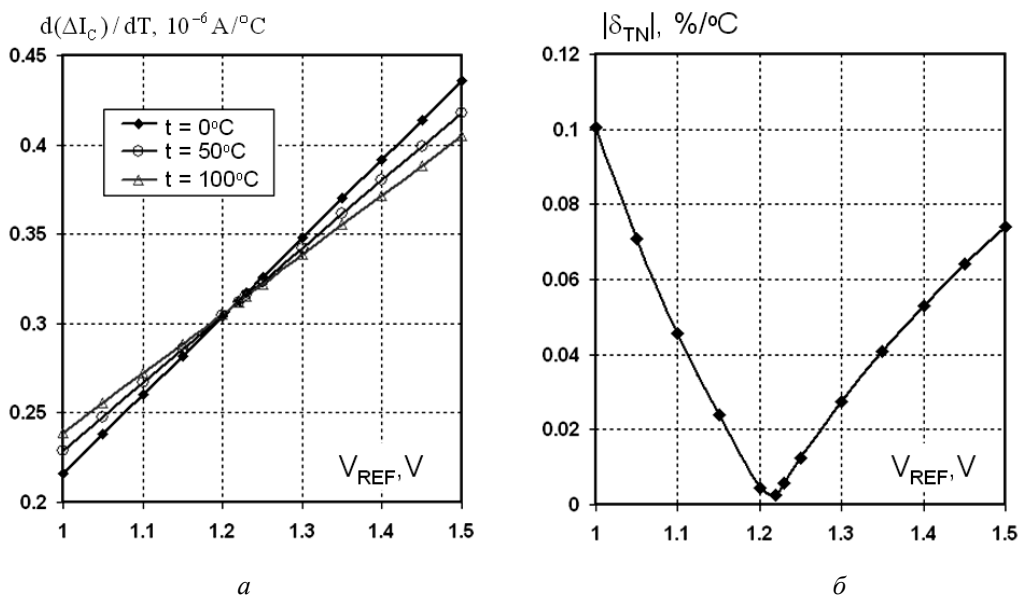 d(ΔI_C)/dT, 10⁻⁶ A/°C
0.45
0.4
0.35
0.3
0.25
0.2
t = 0°C
t = 50°C
t = 100°C
V_REF, V
1 1.1 1.2 1.3 1.4 1.5
а
|δ_TN|, %/°C
0.12
0.1
0.08
0.06
0.04
0.02
0
V_REF, V
1 1.1 1.2 1.3 1.4 1.5
б